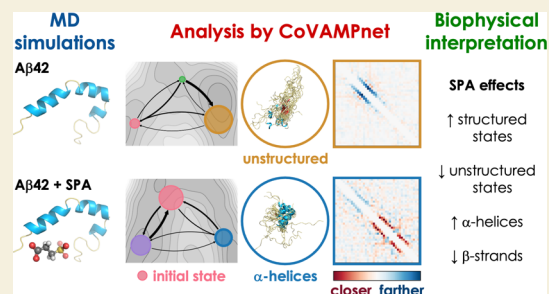 MD
simulations
Analysis by CoVAMPnet
Biophysical
interpretation
Aβ42
unstructured
Aβ42 + SPA
initial state
α-helices
closer farther
SPA effects
↑ structured
states
↓ unstructured
states
↑ α-helices
↓ β-strands